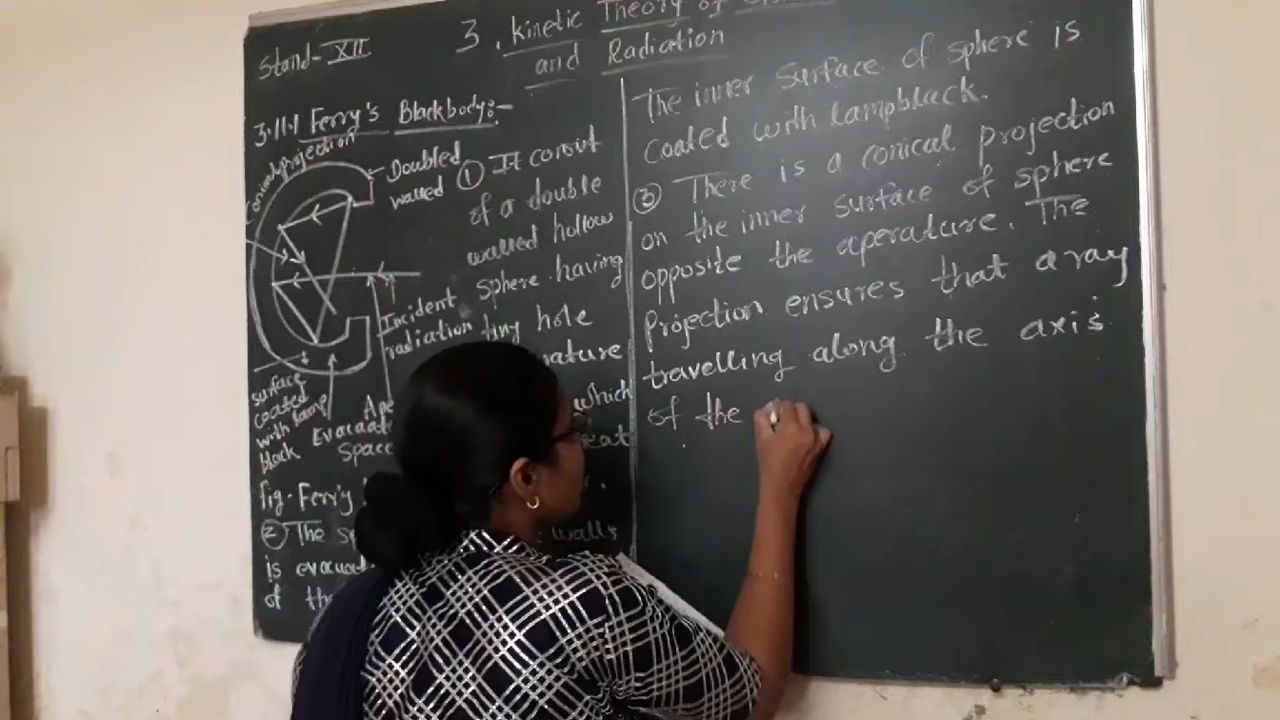 Stand-XII
3. Kinetic Theory of
and Radiation
3.11.1 Ferry's Blackbody:-
Conical projection
Doubled
walled
① It consist
of a double
walled hollow
sphere having
tiny hole
which
Incident
radiation
surface
coated
with lamp
black
Evacuated
space
fig-Ferry's
② The
walls
is
of
The inner surface of sphere is
coated with lampblack.
③ There is a conical projection
on the inner surface of sphere
opposite the aperature. The
Projection ensures that a ray
travelling along the axis
of the